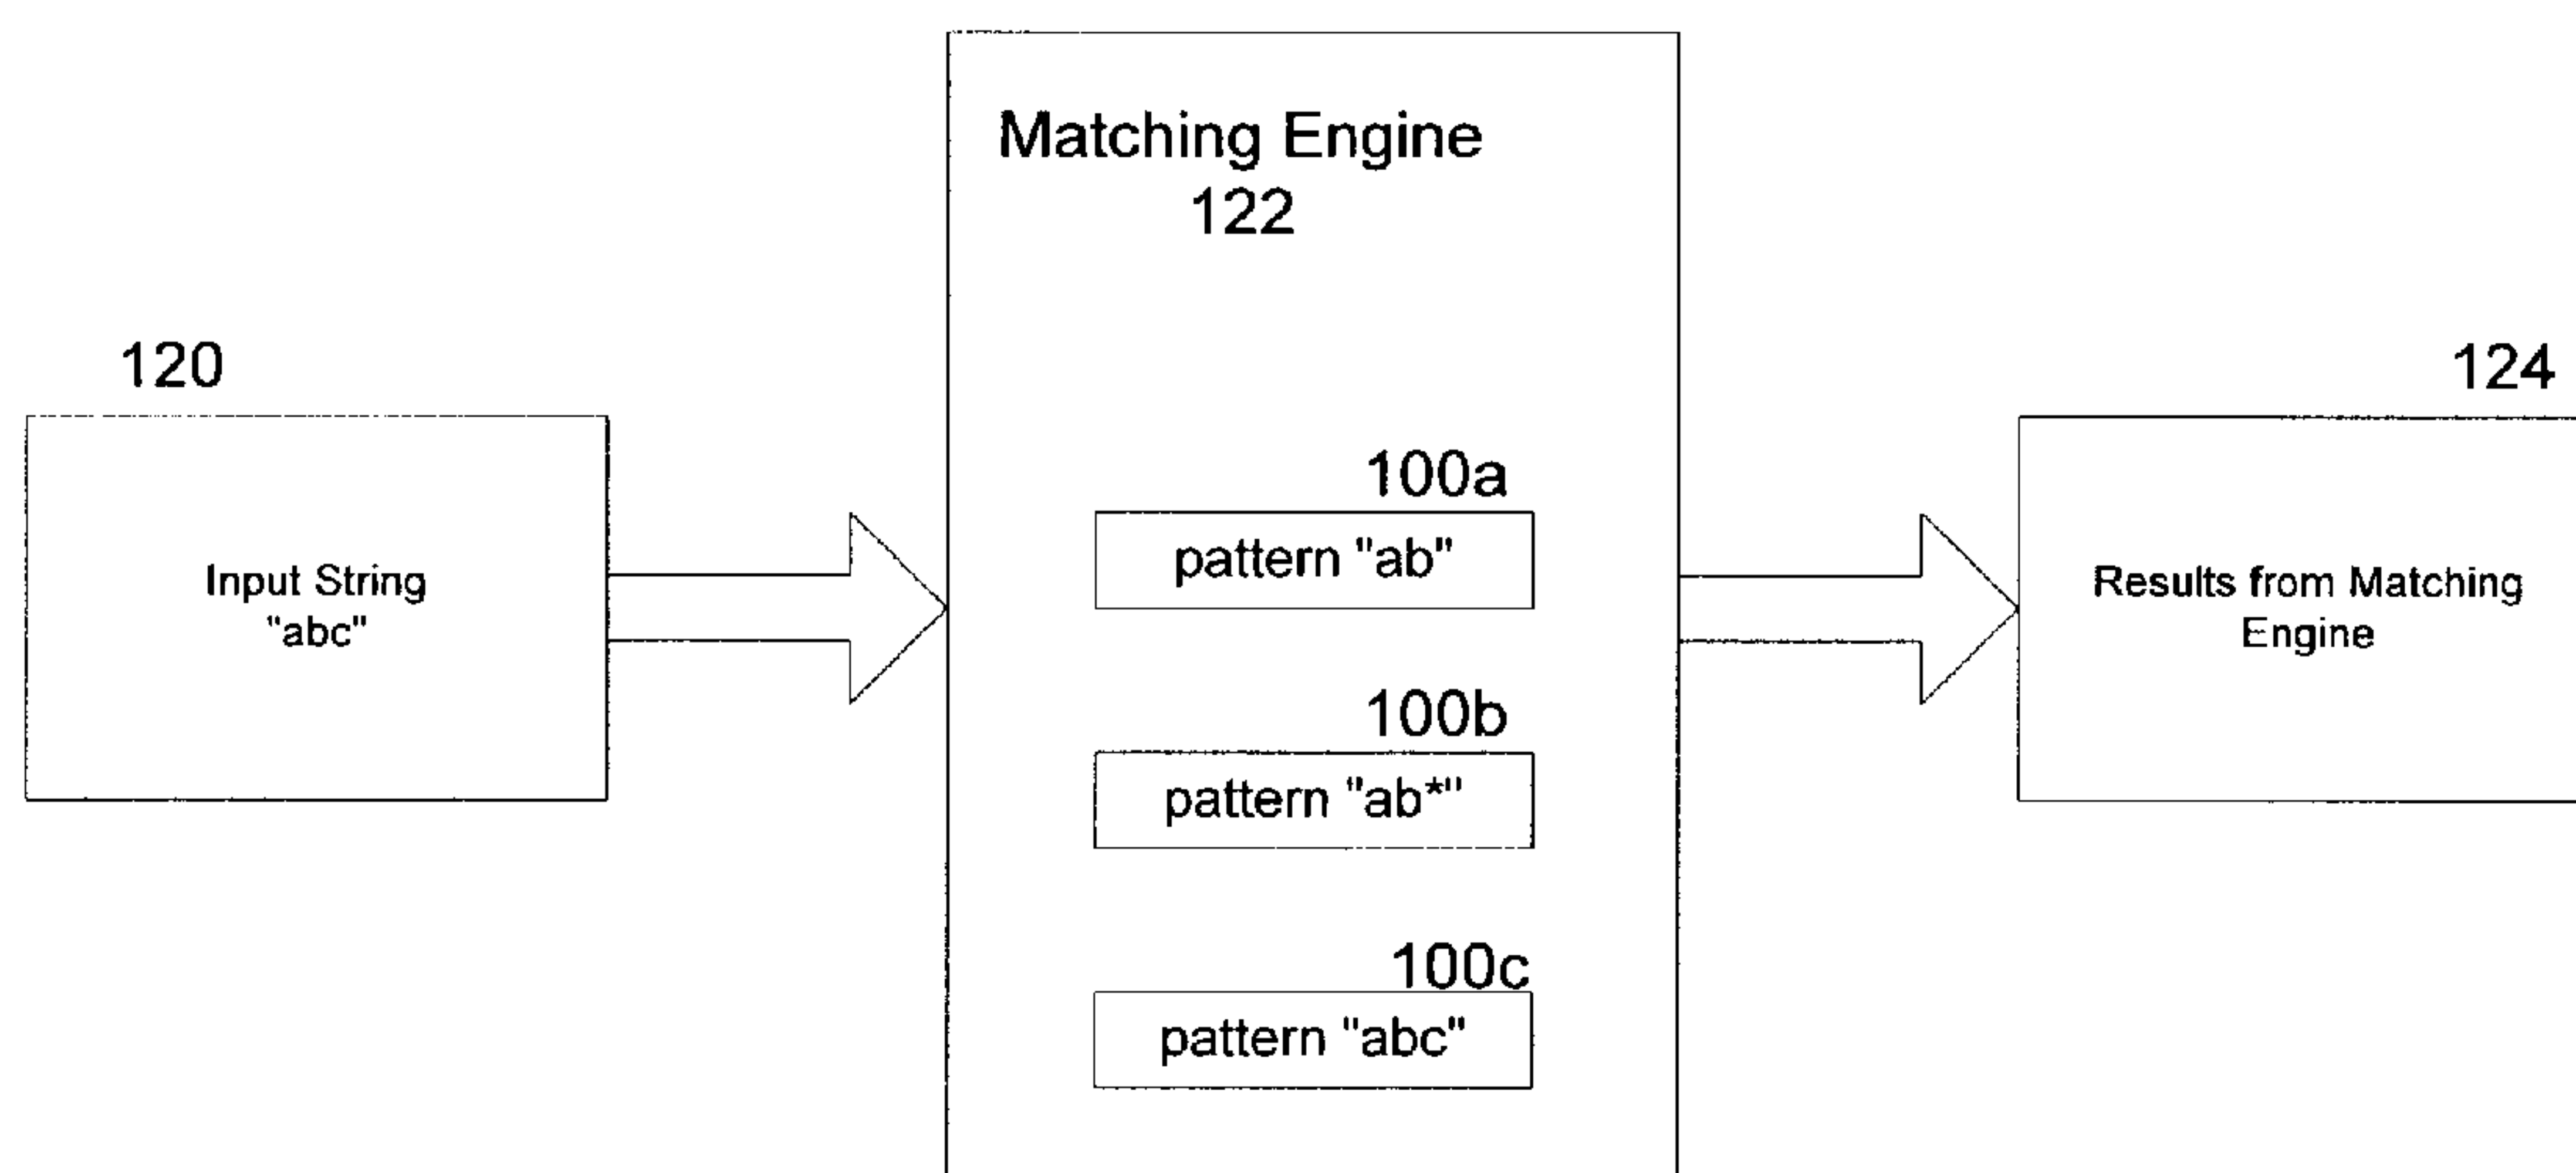 Matching Engine
122
120
Input String
"abc"
100a
pattern "ab"
100b
pattern "ab*"
100c
pattern "abc"
124
Results from Matching
Engine